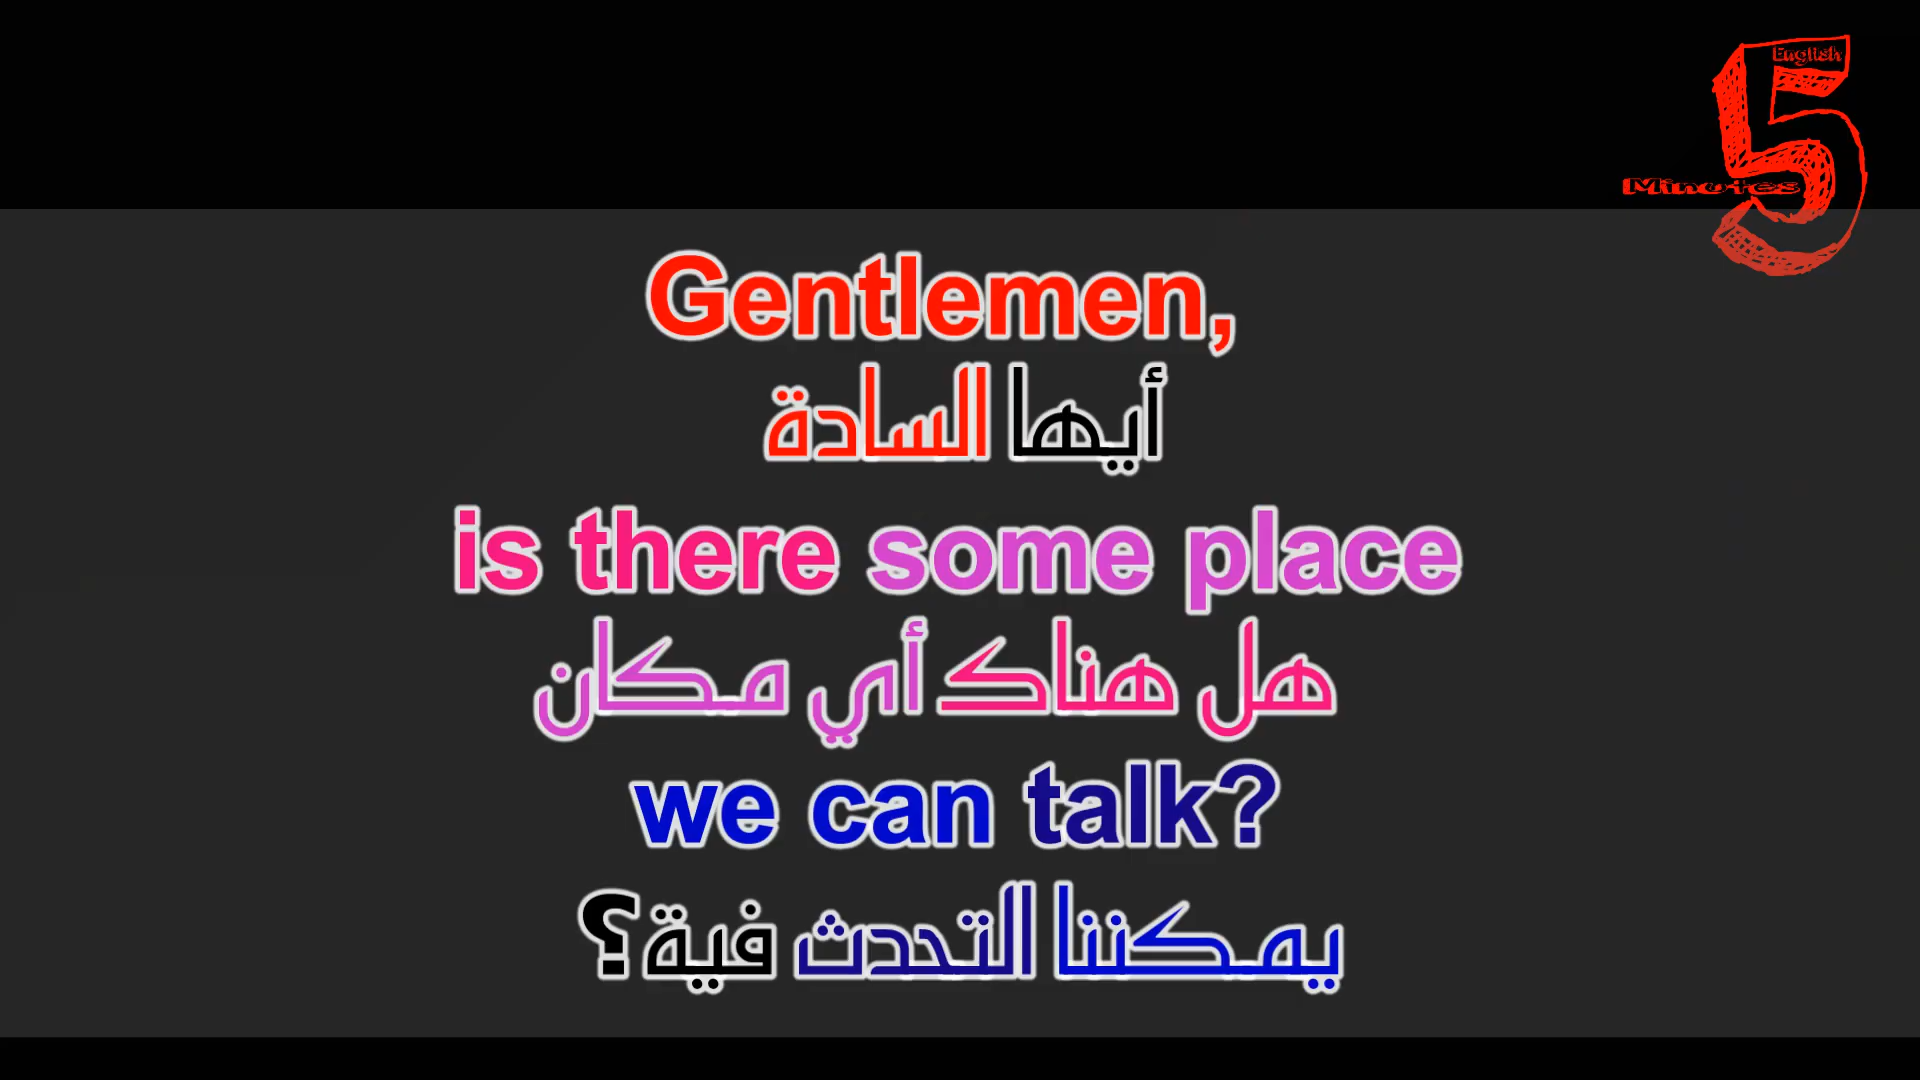 English
Minutes 5
Gentlemen,
أيها السادة
is there some place
هل هناك أي مكان
we can talk?
يمكننا التحدث فية؟